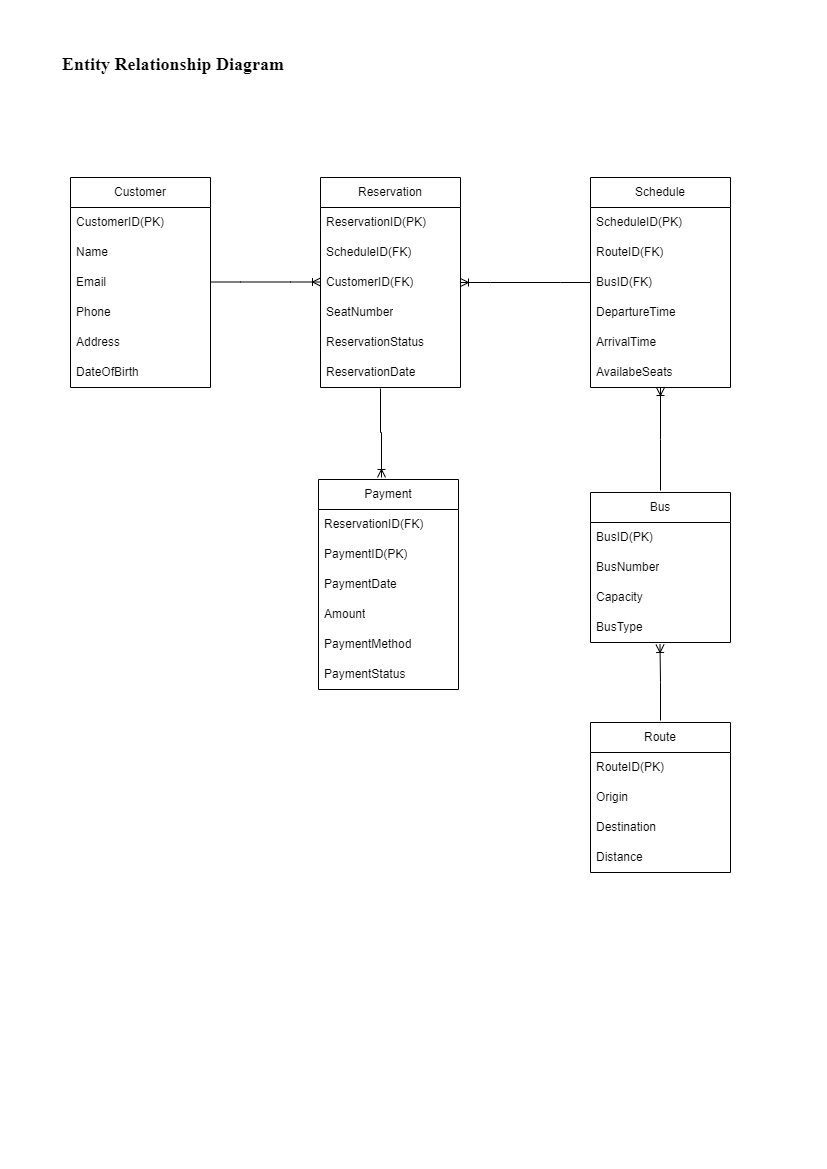 Entity Relationship Diagram
Customer
CustomerID(PK)
Name
Email
Phone
Address
DateOfBirth
Reservation
ReservationID(PK)
ScheduleID(FK)
CustomerID(FK)
SeatNumber
ReservationStatus
ReservationDate
Schedule
ScheduleID(PK)
RouteID(FK)
BusID(FK)
DepartureTime
ArrivalTime
AvailabeSeats
Payment
ReservationID(FK)
PaymentID(PK)
PaymentDate
Amount
PaymentMethod
PaymentStatus
Bus
BusID(PK)
BusNumber
Capacity
BusType
Route
RouteID(PK)
Origin
Destination
Distance